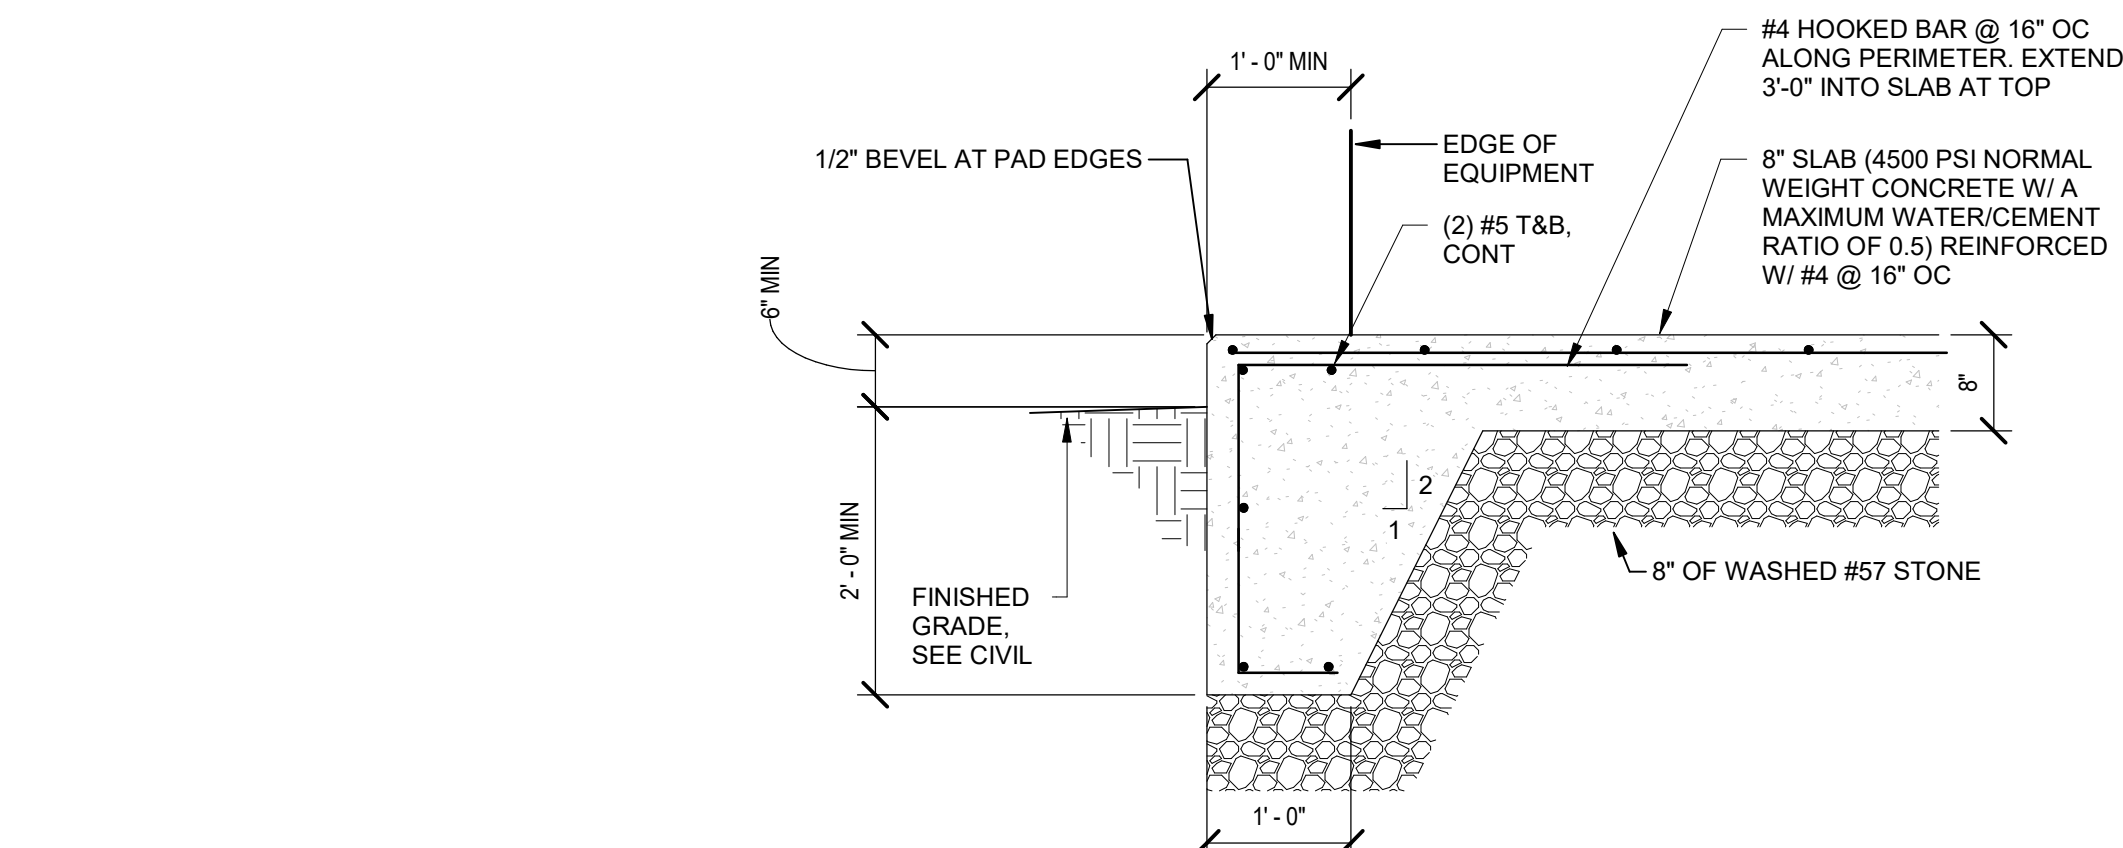 #4 HOOKED BAR @ 16" OC
ALONG PERIMETER. EXTEND
3'-0" INTO SLAB AT TOP
1' - 0" MIN
1/2" BEVEL AT PAD EDGES
EDGE OF
EQUIPMENT
8" SLAB (4500 PSI NORMAL
WEIGHT CONCRETE W/ A
MAXIMUM WATER/CEMENT
RATIO OF 0.5) REINFORCED
W/ #4 @ 16" OC
(2) #5 T&B,
CONT
6" MIN
8"
2
1
2' - 0" MIN
FINISHED
GRADE,
SEE CIVIL
8" OF WASHED #57 STONE
1' - 0"